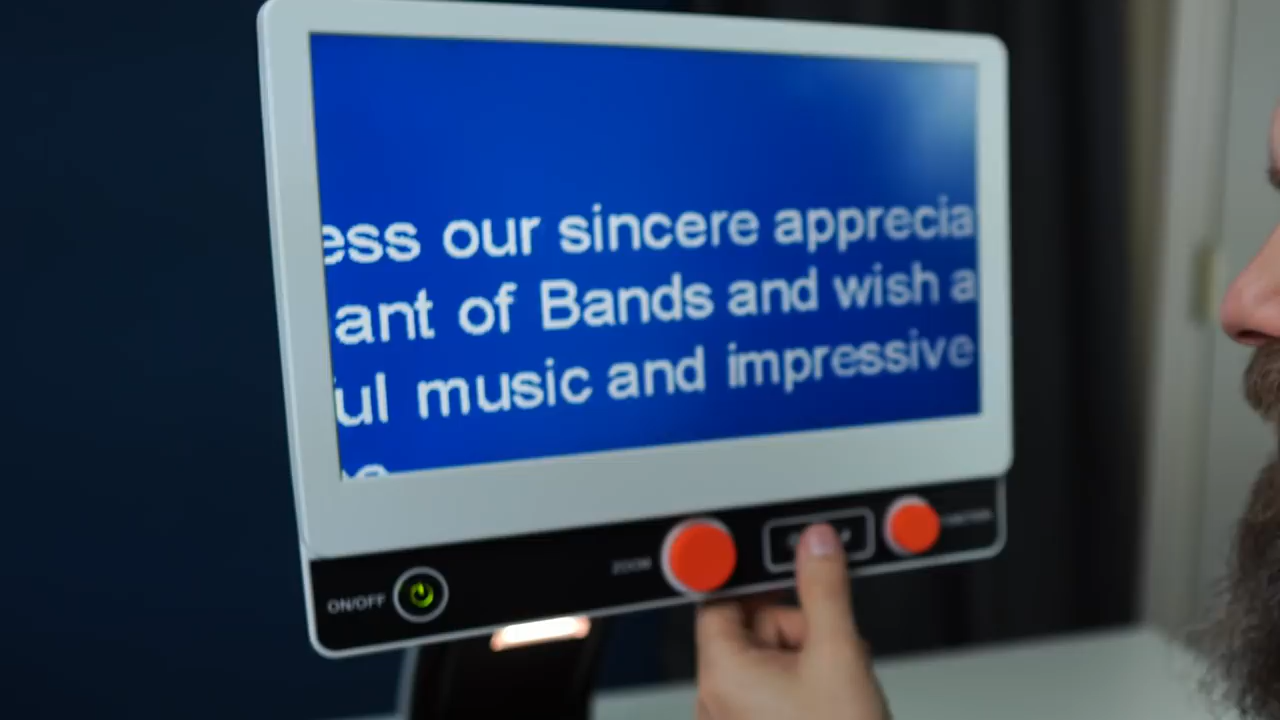 ess our sincere apprecia
ant of Bands and wish a
ul music and impressive
ZOOM
ON/OFF